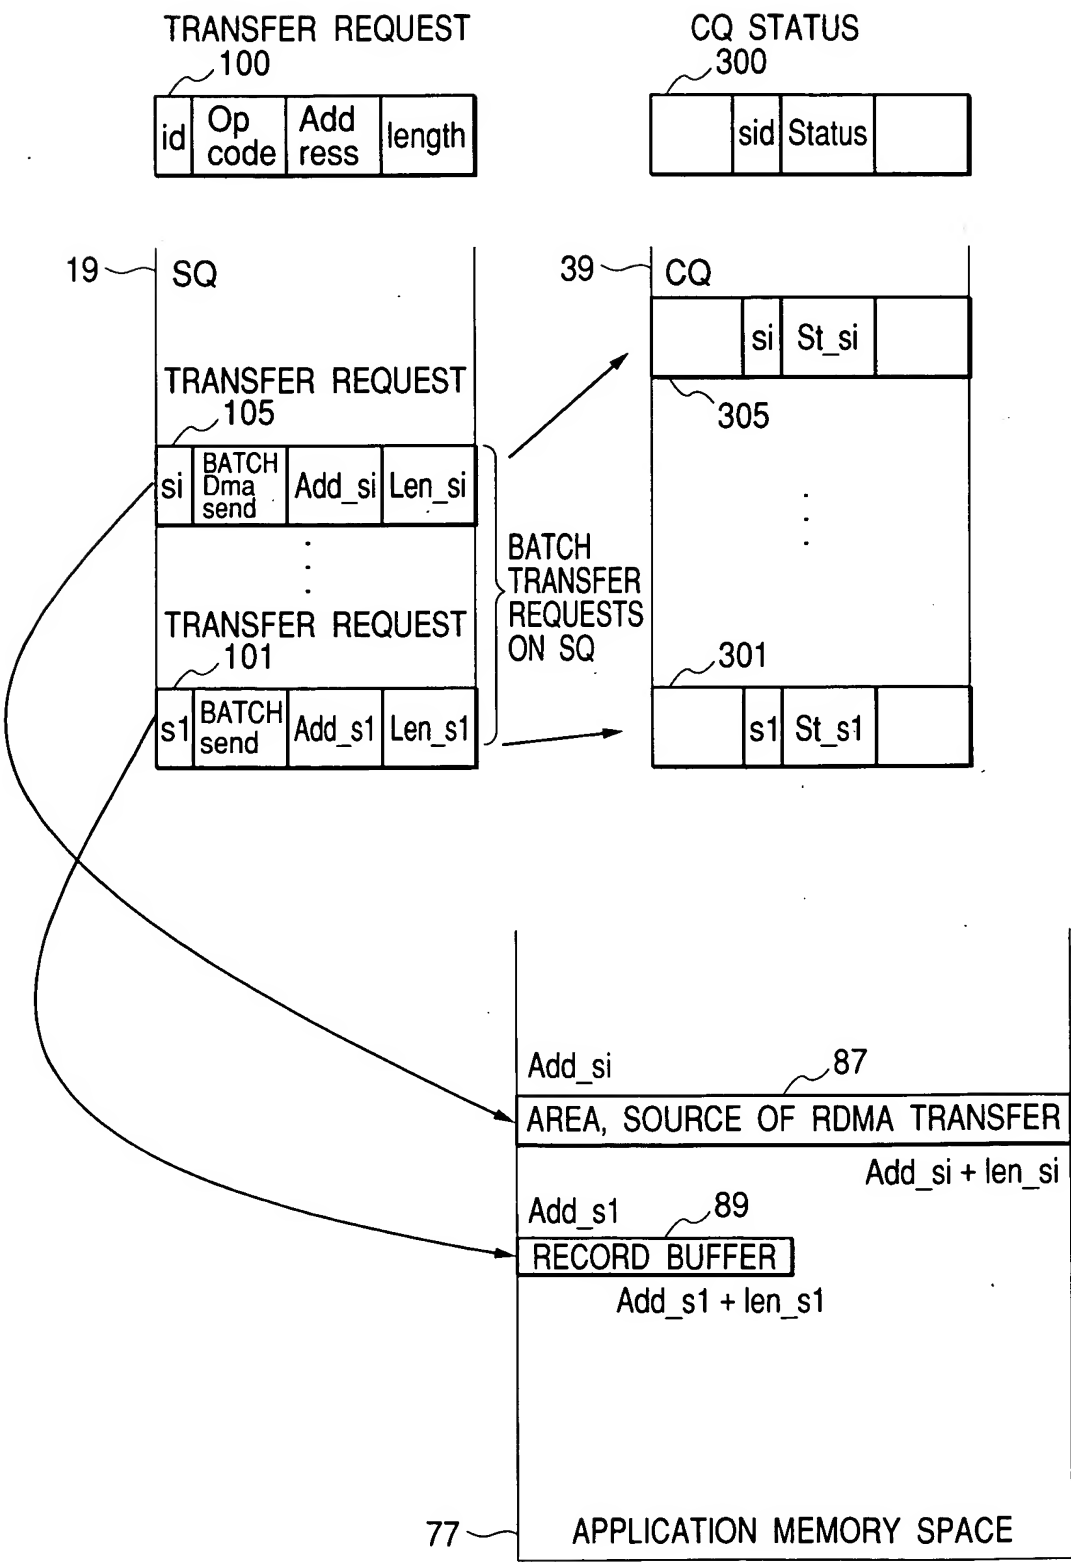 TRANSFER REQUEST
100
id
Op code
Add ress
length
CQ STATUS
300
sid
Status
19
SQ
TRANSFER REQUEST
105
si
BATCH Dma send
Add_si
Len_si
TRANSFER REQUEST
101
s1
BATCH send
Add_s1
Len_s1
BATCH
TRANSFER
REQUESTS
ON SQ
39
CQ
si
St_si
305
301
s1
St_s1
Add_si
87
AREA, SOURCE OF RDMA TRANSFER
Add_si + len_si
Add_s1
89
RECORD BUFFER
Add_s1 + len_s1
77
APPLICATION MEMORY SPACE